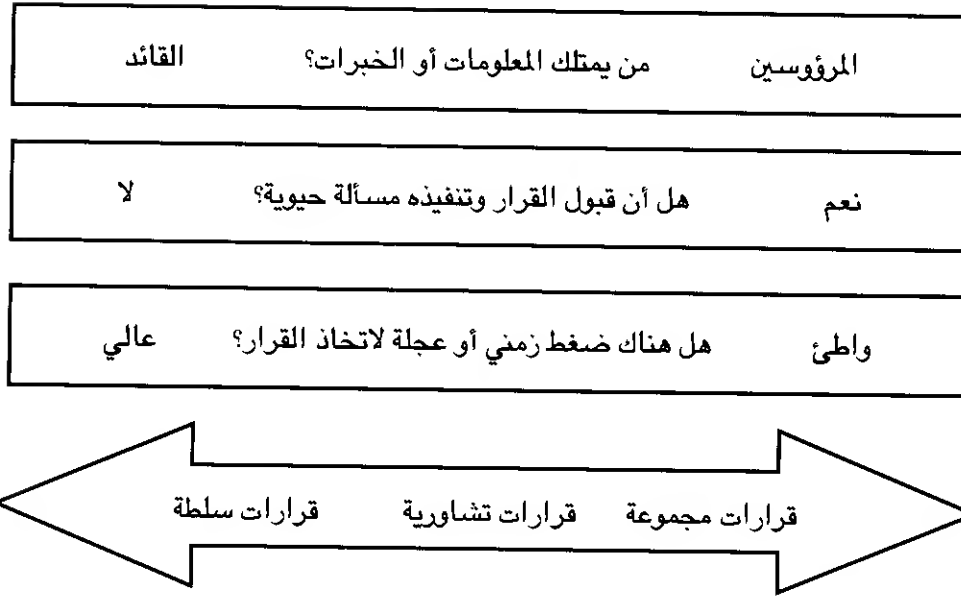 المرؤوسين من يمتلك المعلومات أو الخبرات؟ القائد
نعم هل أن قبول القرار وتنفيذه مسألة حيوية؟ لا
واطئ هل هناك ضغط زمني أو عجلة لاتخاذ القرار؟ عالي
قرارات مجموعة قرارات تشاورية قرارات سلطة